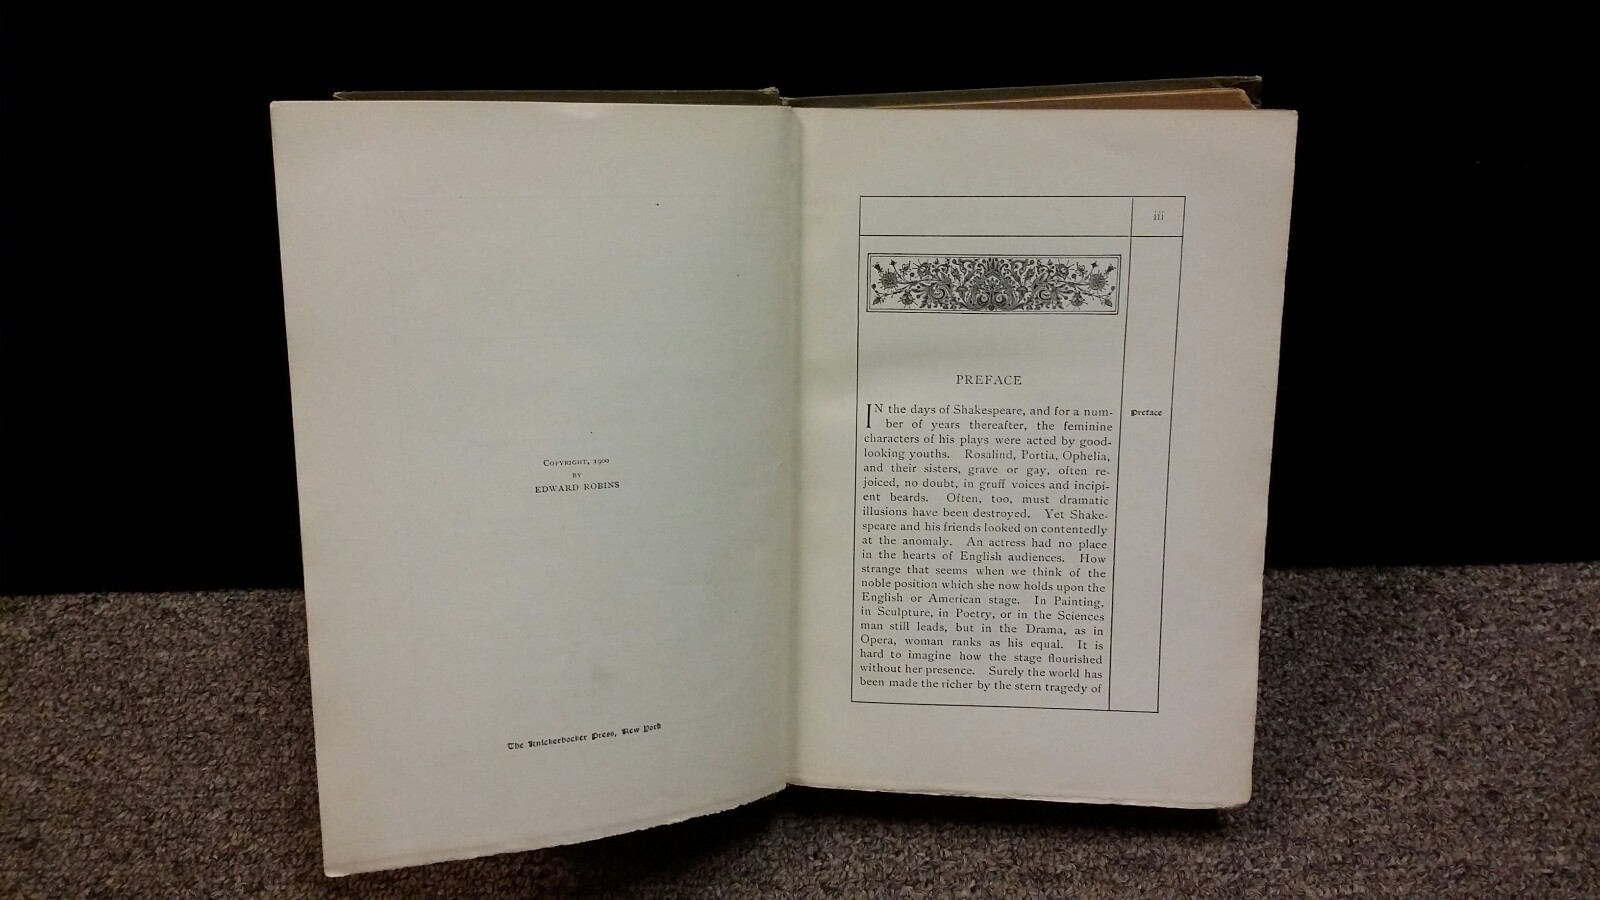 COPYRIGHT, 1900
BY
EDWARD ROBINS
The Knickerbocker Press, New York
iii
PREFACE
Preface
IN the days of Shakespeare, and for a num-
ber of years thereafter, the feminine
characters of his plays were acted by good-
looking youths. Rosalind, Portia, Ophelia,
and their sisters, grave or gay, often re-
joiced, no doubt, in gruff voices and incipi-
ent beards. Often, too, must dramatic
illusions have been destroyed. Yet Shake-
speare and his friends looked on contentedly
at the anomaly. An actress had no place
in the hearts of English audiences. How
strange that seems when we think of the
noble position which she now holds upon the
English or American stage. In Painting,
in Sculpture, in Poetry, or in the Sciences
man still leads, but in the Drama, as in
Opera, woman ranks as his equal. It is
hard to imagine how the stage flourished
without her presence. Surely the world has
been made the richer by the stern tragedy of